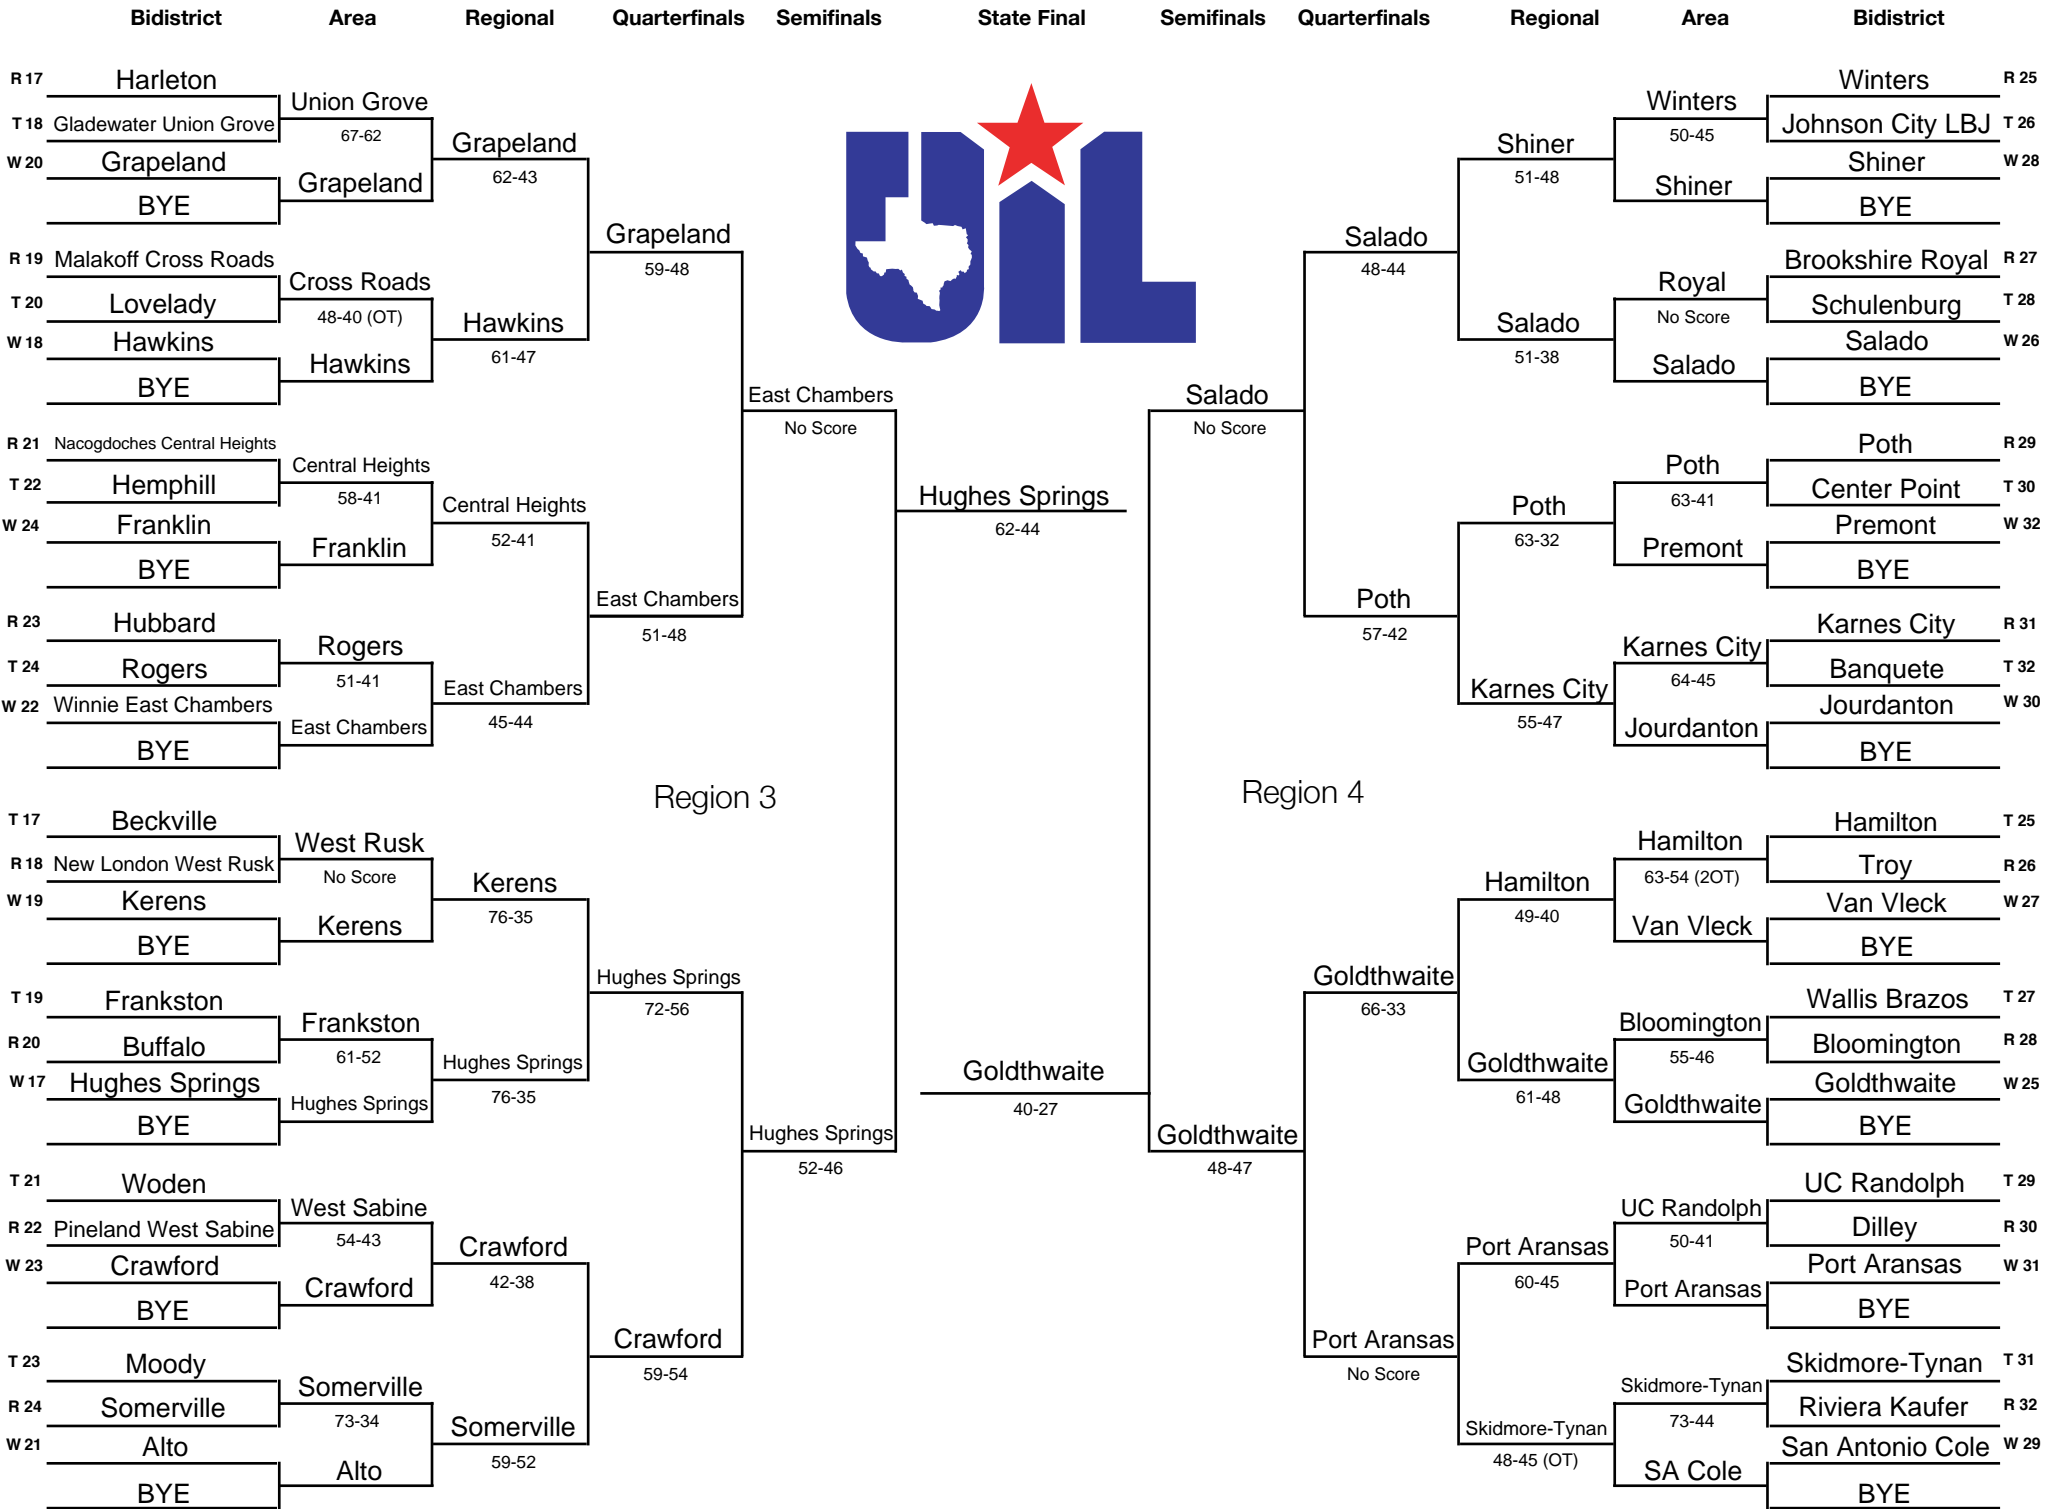 Bidistrict Area Regional Quarterfinals Semifinals State Final Semifinals Quarterfinals Regional Area Bidistrict
R 17 Harleton
Union Grove
T 18 Gladewater Union Grove
67-62
Grapeland
W 20 Grapeland
62-43
Grapeland
BYE
Grapeland
59-48
R 19 Malakoff Cross Roads
Cross Roads
T 20 Lovelady
48-40 (OT)
Hawkins
W 18 Hawkins
61-47
Hawkins
BYE
East Chambers
No Score
R 21 Nacogdoches Central Heights
Central Heights
T 22 Hemphill
58-41
Central Heights
W 24 Franklin
52-41
Franklin
BYE
East Chambers
51-48
R 23 Hubbard
Rogers
T 24 Rogers
51-41
East Chambers
W 22 Winnie East Chambers
45-44
East Chambers
BYE
Region 3
Hughes Springs
62-44
T 17 Beckville
West Rusk
R 18 New London West Rusk
No Score
Kerens
W 19 Kerens
76-35
Kerens
BYE
Hughes Springs
72-56
T 19 Frankston
Frankston
R 20 Buffalo
61-52
Hughes Springs
W 17 Hughes Springs
76-35
Hughes Springs
BYE
Hughes Springs
52-46
T 21 Woden
West Sabine
R 22 Pineland West Sabine
54-43
Crawford
W 23 Crawford
42-38
Crawford
BYE
Crawford
59-54
T 23 Moody
Somerville
R 24 Somerville
73-34
Somerville
W 21 Alto
59-52
Alto
BYE
UIL
Winters R 25
Winters
Johnson City LBJ T 26
50-45
Shiner
Shiner W 28
51-48
Shiner
BYE
Salado
48-44
Brookshire Royal R 27
Royal
Schulenburg T 28
No Score
Salado
Salado W 26
51-38
Salado
BYE
Salado
No Score
Poth R 29
Poth
Center Point T 30
63-41
Poth
Premont W 32
63-32
Premont
BYE
Poth
57-42
Karnes City R 31
Karnes City
Banquete T 32
64-45
Karnes City
Jourdanton W 30
55-47
Jourdanton
BYE
Region 4
Goldthwaite
40-27
Hamilton T 25
Hamilton
Troy R 26
63-54 (2OT)
Hamilton
Van Vleck W 27
49-40
Van Vleck
BYE
Goldthwaite
66-33
Wallis Brazos T 27
Bloomington
Bloomington R 28
55-46
Goldthwaite
Goldthwaite W 25
61-48
Goldthwaite
BYE
Goldthwaite
48-47
UC Randolph T 29
UC Randolph
Dilley R 30
50-41
Port Aransas
Port Aransas W 31
60-45
Port Aransas
BYE
Port Aransas
No Score
Skidmore-Tynan T 31
Skidmore-Tynan
Riviera Kaufer R 32
73-44
Skidmore-Tynan
San Antonio Cole W 29
48-45 (OT)
SA Cole
BYE